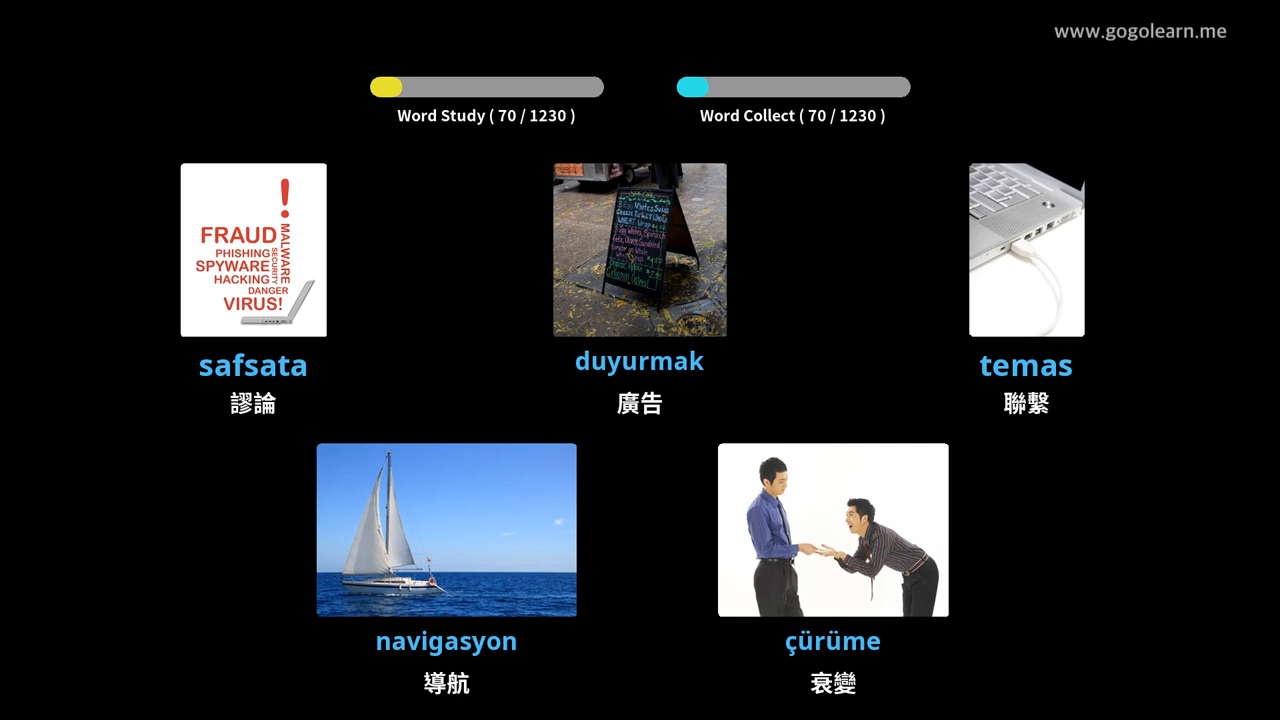 www.gogolearn.me
Word Study ( 70 / 1230 )
Word Collect ( 70 / 1230 )
!
FRAUD
PHISHING
SPYWARE
HACKING
DANGER
VIRUS!
MALWARE
SECURITY
safsata
謬論
duyurmak
廣告
temas
聯繫
navigasyon
導航
çürüme
衰變